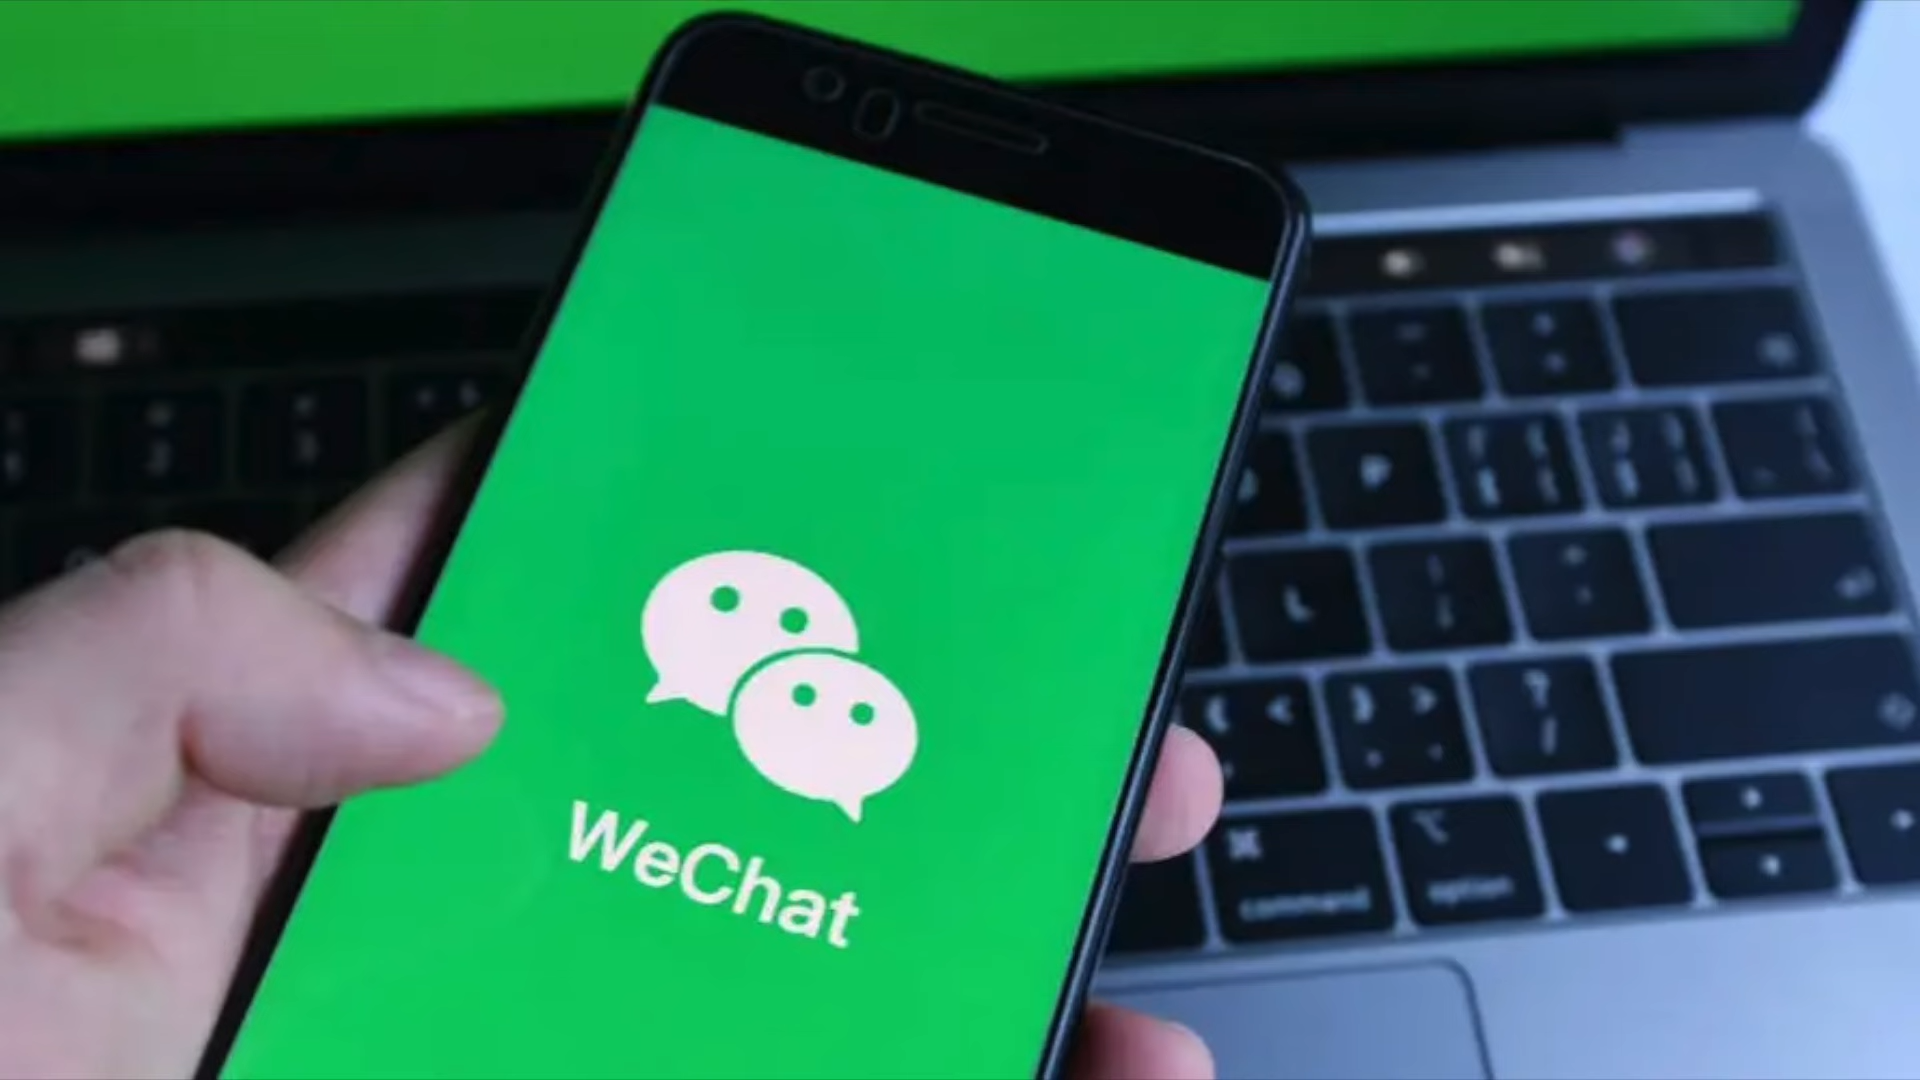 WeChat
P
L
< >
?
/
command
option